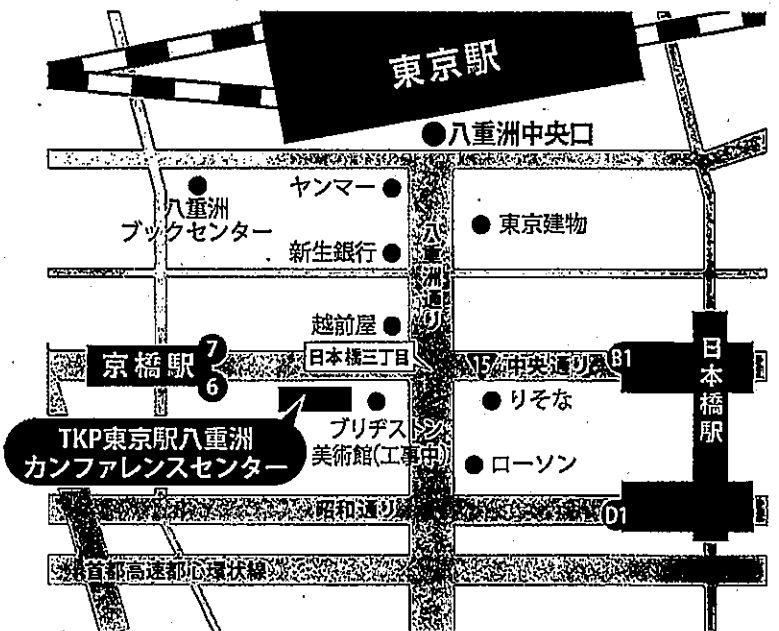 東京駅
八重洲中央口
ヤンマー
八重洲
ブックセンター
東京建物
新生銀行
八重洲通り
越前屋
日本橋三丁目
京橋駅
7
6
15
中央通り
B1
日本橋駅
りそな
ブリヂストン
美術館(工事中)
TKP東京駅八重洲
カンファレンスセンター
ローソン
昭和通り
D1
首都高速都心環状線